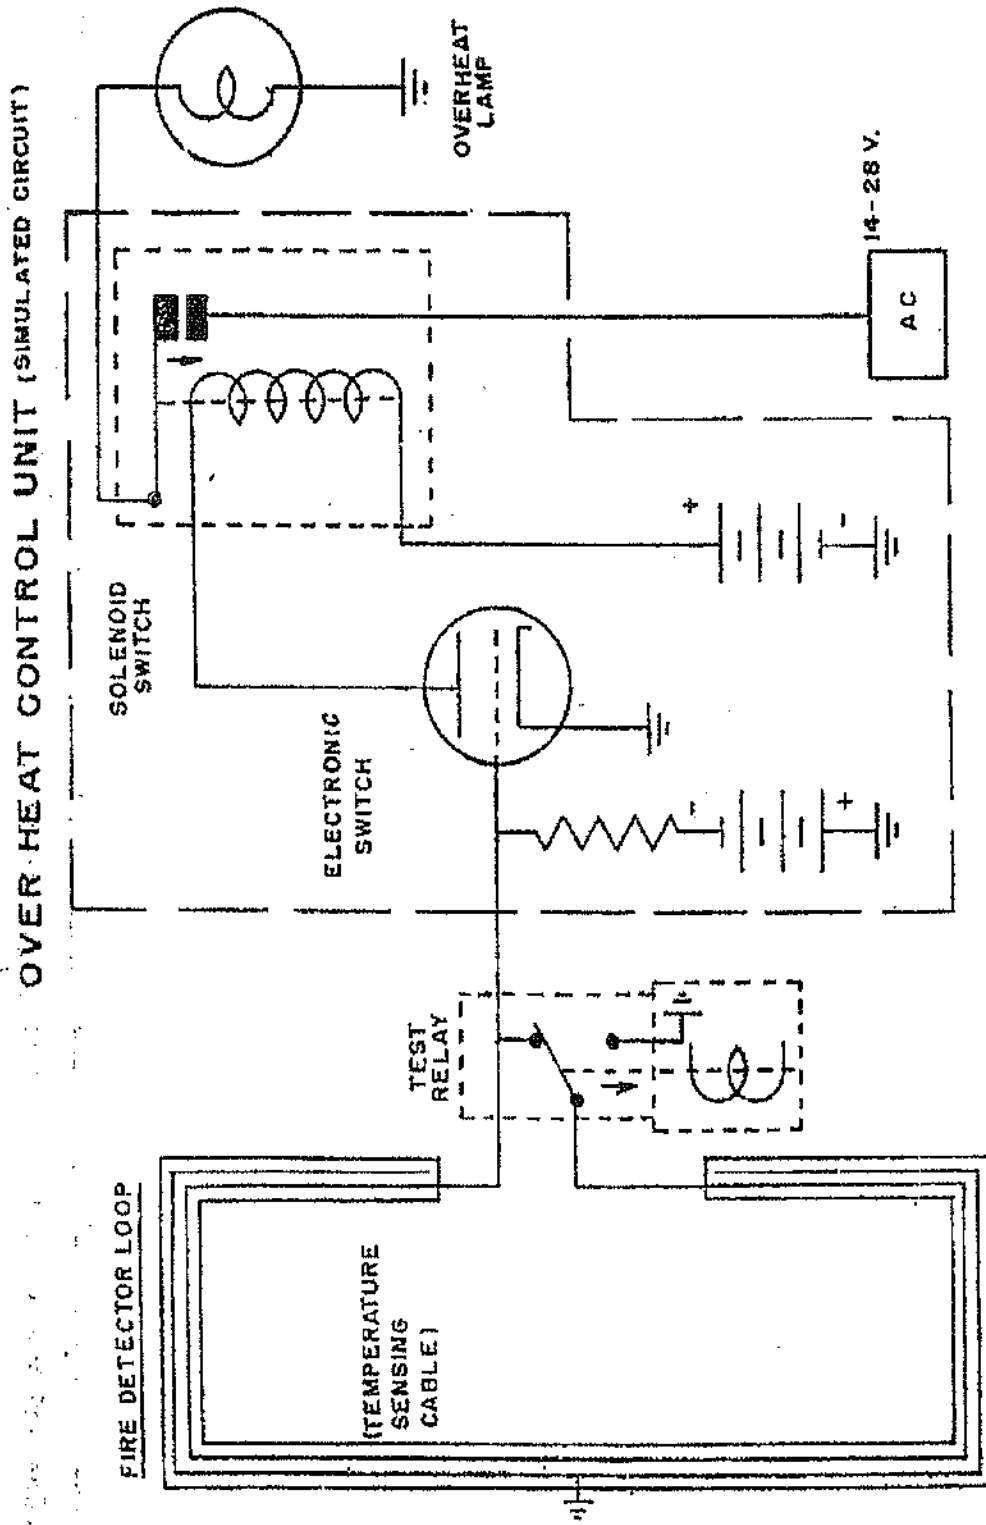 OVER-HEAT CONTROL UNIT (SIMULATED CIRCUIT)
FIRE DETECTOR LOOP
(TEMPERATURE
SENSING
CABLE)
TEST
RELAY
ELECTRONIC
SWITCH
SOLENOID
SWITCH
OVERHEAT
LAMP
-
+
+
-
14-28 V.
AC